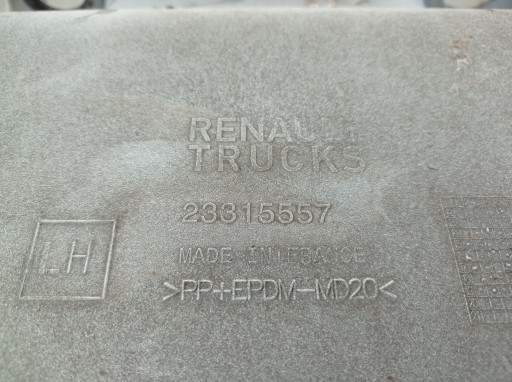 RENAULT
TRUCKS
23315557
LH
MADE IN FRANCE
>PP+EPDM-MD20<